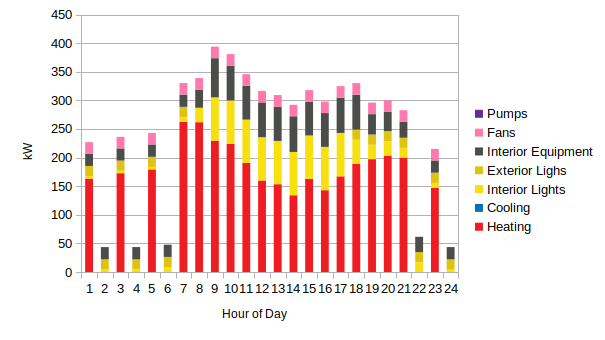 450
400
350
300
250
200
150
100
50
0
kW
1 2 3 4 5 6 7 8 9 10 11 12 13 14 15 16 17 18 19 20 21 22 23 24
Hour of Day
Pumps
Fans
Interior Equipment
Exterior Lighs
Interior Lights
Cooling
Heating